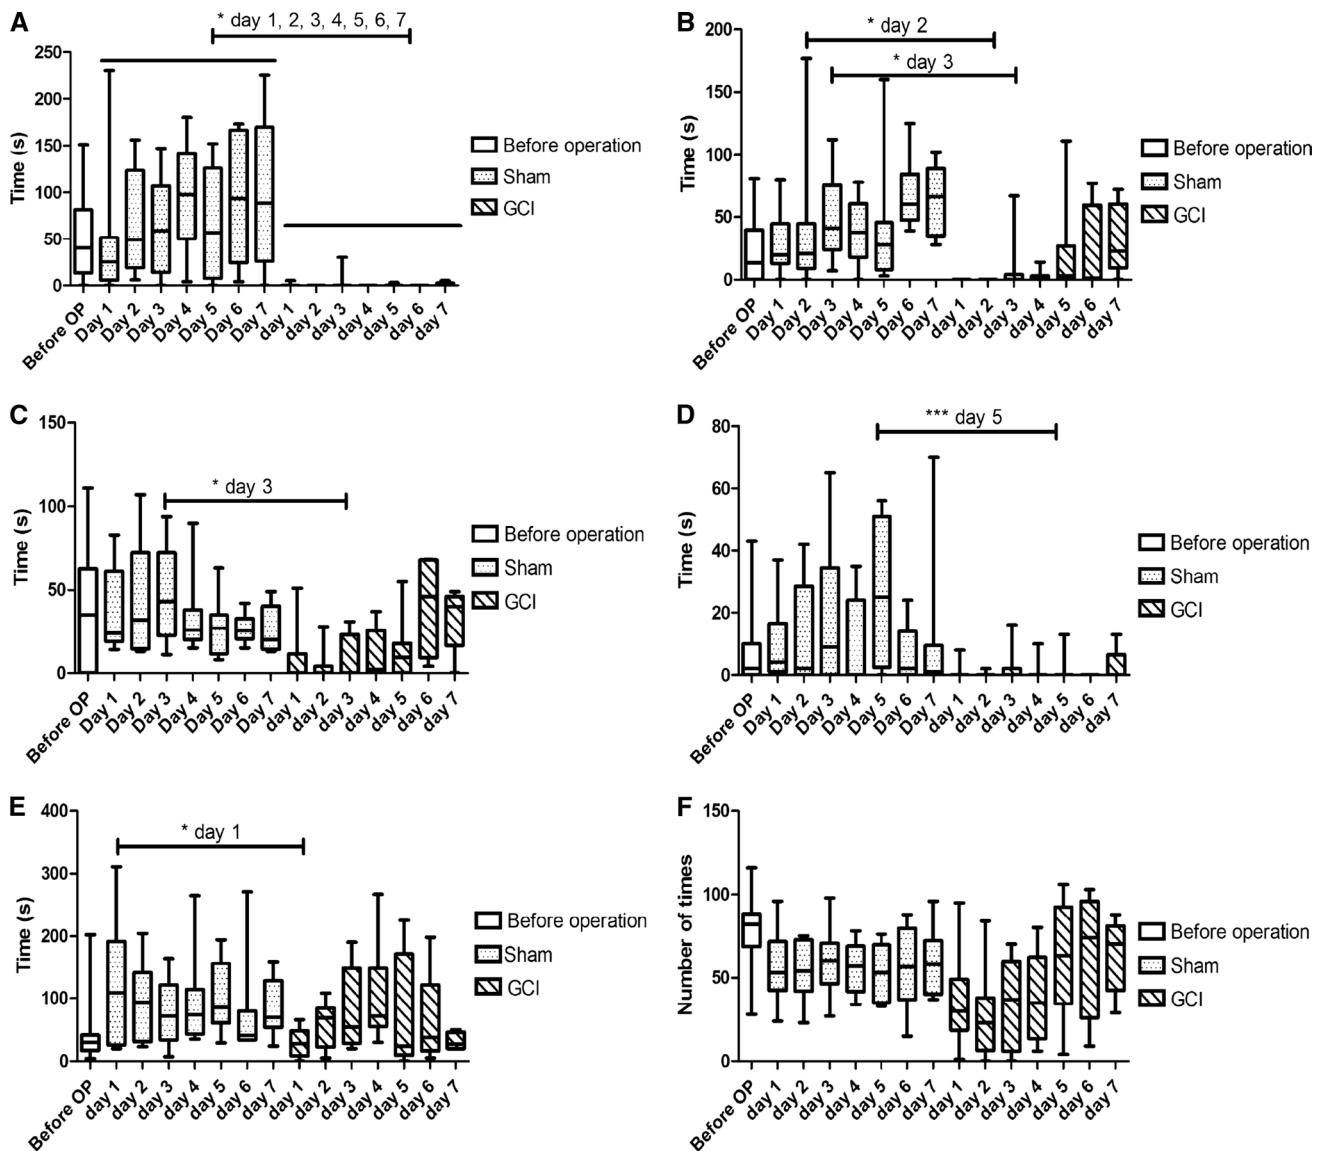 A
* day 1, 2, 3, 4, 5, 6, 7
250
200
150
100
50
0
Time (s)
Before OP
Day 1
Day 2
Day 3
Day 4
Day 5
Day 6
Day 7
day 1
day 2
day 3
day 4
day 5
day 6
day 7
Before operation
Sham
GCI
B
* day 2
* day 3
200
150
100
50
0
Time (s)
Before OP
Day 1
Day 2
Day 3
Day 4
Day 5
Day 6
Day 7
day 1
day 2
day 3
day 4
day 5
day 6
day 7
Before operation
Sham
GCI
C
* day 3
150
100
50
0
Time (s)
Before OP
Day 1
Day 2
Day 3
Day 4
Day 5
Day 6
Day 7
day 1
day 2
day 3
day 4
day 5
day 6
day 7
Before operation
Sham
GCI
D
*** day 5
80
60
40
20
0
Time (s)
Before OP
Day 1
Day 2
Day 3
Day 4
Day 5
Day 6
Day 7
day 1
day 2
day 3
day 4
day 5
day 6
day 7
Before operation
Sham
GCI
E
* day 1
400
300
200
100
0
Time (s)
Before OP
day 1
day 2
day 3
day 4
day 5
day 6
day 7
day 1
day 2
day 3
day 4
day 5
day 6
day 7
Before operation
Sham
GCI
F
150
100
50
0
Number of times
Before OP
day 1
day 2
day 3
day 4
day 5
day 6
day 7
day 1
day 2
day 3
day 4
day 5
day 6
day 7
Before operation
Sham
GCI